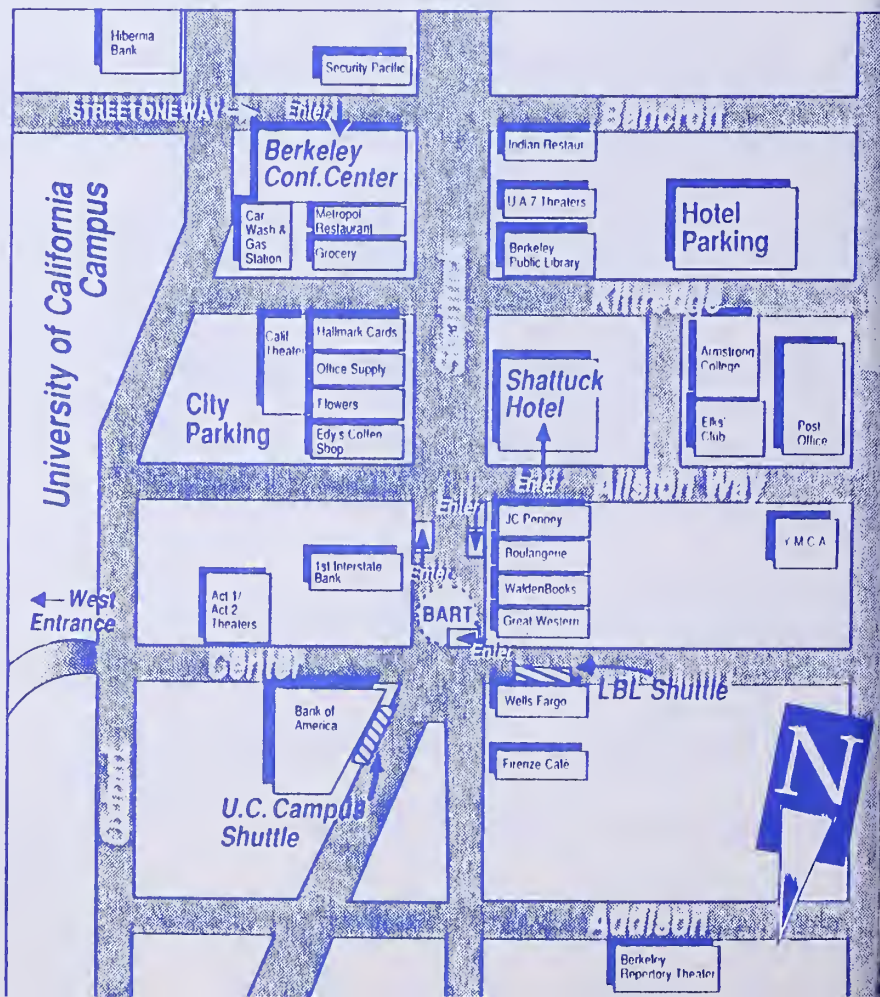 Hibernia
Bank
Security Pacific
STREET ONE WAY
Enter
Bancroft
Berkeley
Conf. Center
Indian Restaur
Car
Wash &
Gas
Station
Metropol
Restaurant
Grocery
U A 7 Theaters
Berkeley
Public Library
Hotel
Parking
University of California
Campus
Kittredge
Calif
Theater
Hallmark Cards
Office Supply
Flowers
Edy's Coffee
Shop
City
Parking
Shattuck
Hotel
Armstrong
College
Elks'
Club
Post
Office
Enter
Allston Way
Enter
JC Penney
Boulangerie
WaldenBooks
Great Western
Y M C A
1st Interstate
Bank
Enter
BART
Act 1/
Act 2
Theaters
West
Entrance
Enter
Center
LBL Shuttle
Bank of
America
Wells Fargo
Firenze Café
U.C. Campus
Shuttle
N
Addison
Berkeley
Repertory Theater